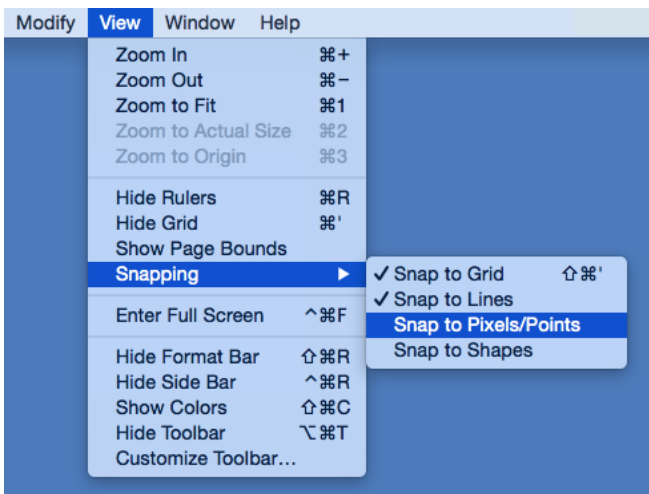 Modify View Window Help
Zoom In ⌘+
Zoom Out ⌘−
Zoom to Fit ⌘1
Zoom to Actual Size ⌘2
Zoom to Origin ⌘3
Hide Rulers ⌘R
Hide Grid ⌘'
Show Page Bounds
Snapping ▶
Enter Full Screen ^⌘F
Hide Format Bar ⇧⌘R
Hide Side Bar ^⌘R
Show Colors ⇧⌘C
Hide Toolbar ⌥⌘T
Customize Toolbar...
✓ Snap to Grid ⇧⌘'
✓ Snap to Lines
Snap to Pixels/Points
Snap to Shapes